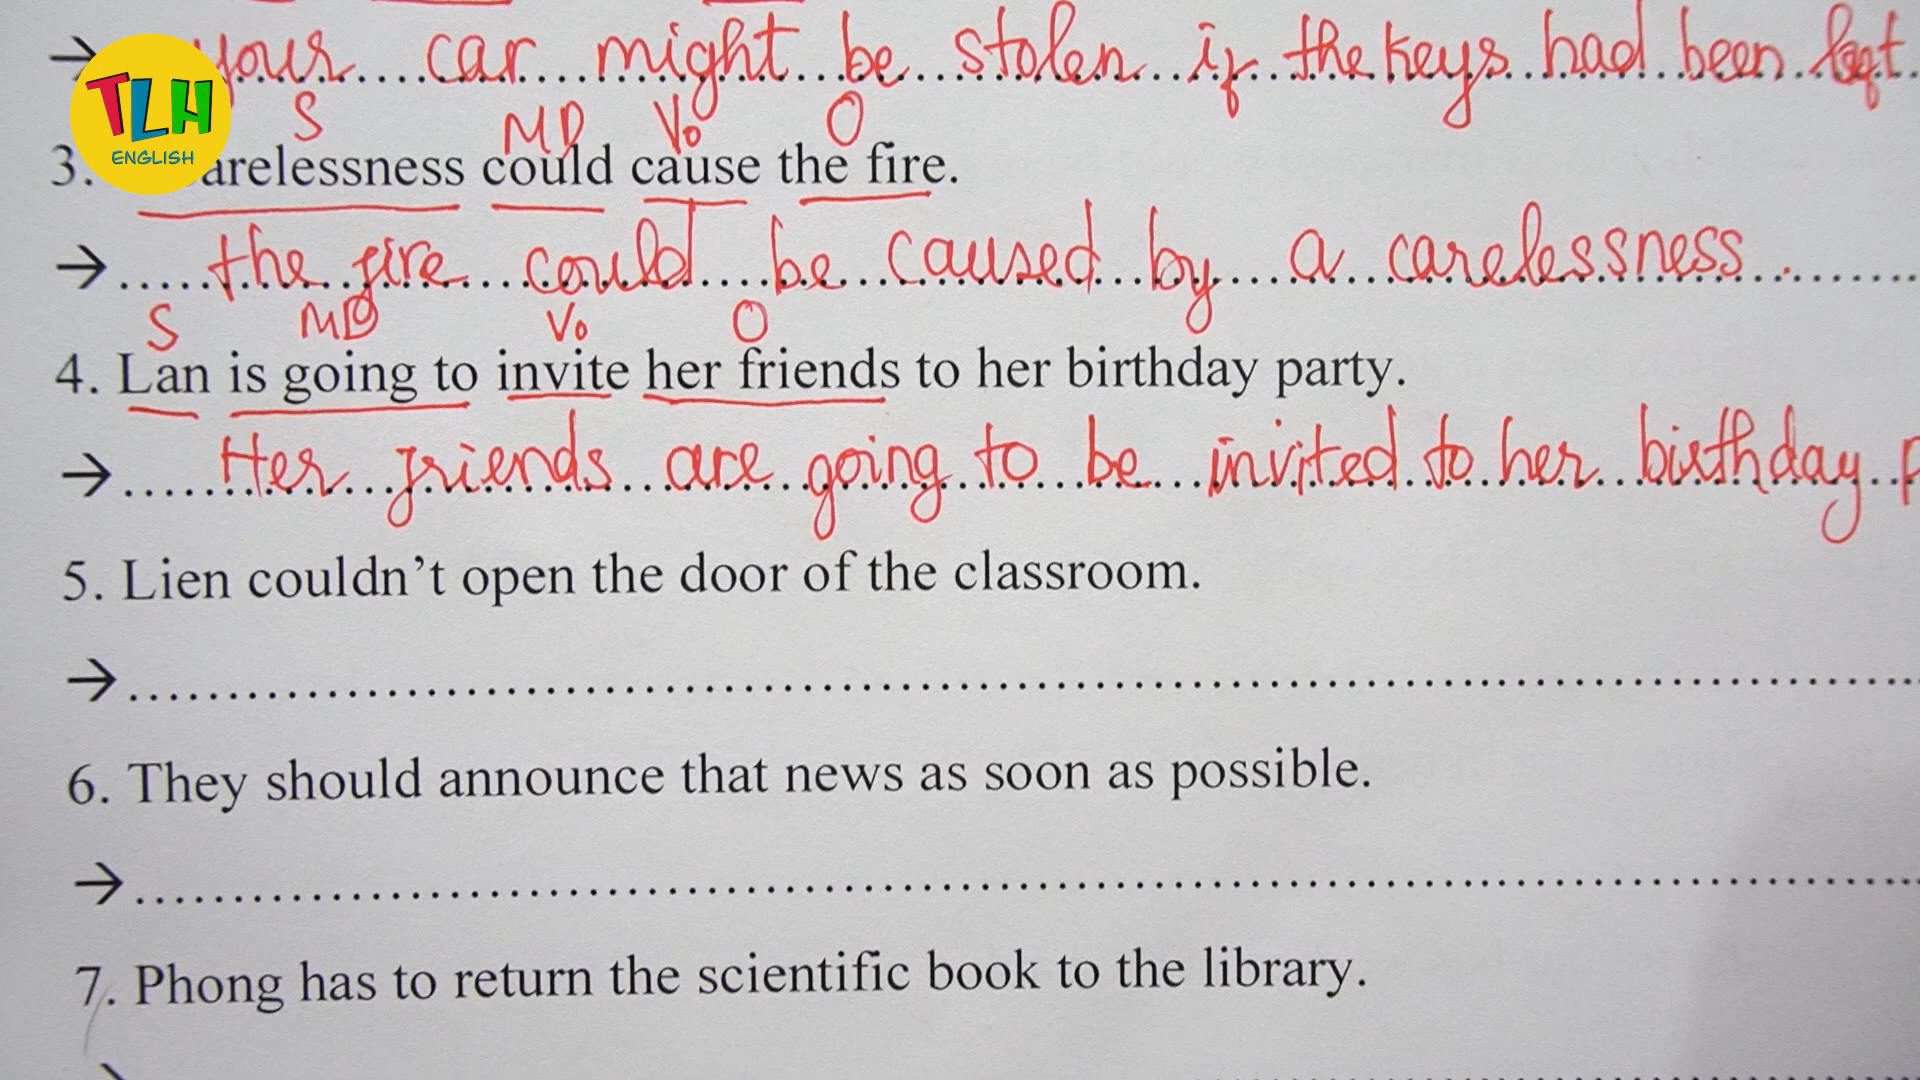 → your car might be stolen if the keys had been left
TLH
ENGLISH
S MD Vo O
3. arelessness could cause the fire.
→ the fire could be caused by a carelessness
S MD Vo O
4. Lan is going to invite her friends to her birthday party.
→ Her friends are going to be invited to her birthday p
5. Lien couldn't open the door of the classroom.
→
6. They should announce that news as soon as possible.
→
7. Phong has to return the scientific book to the library.